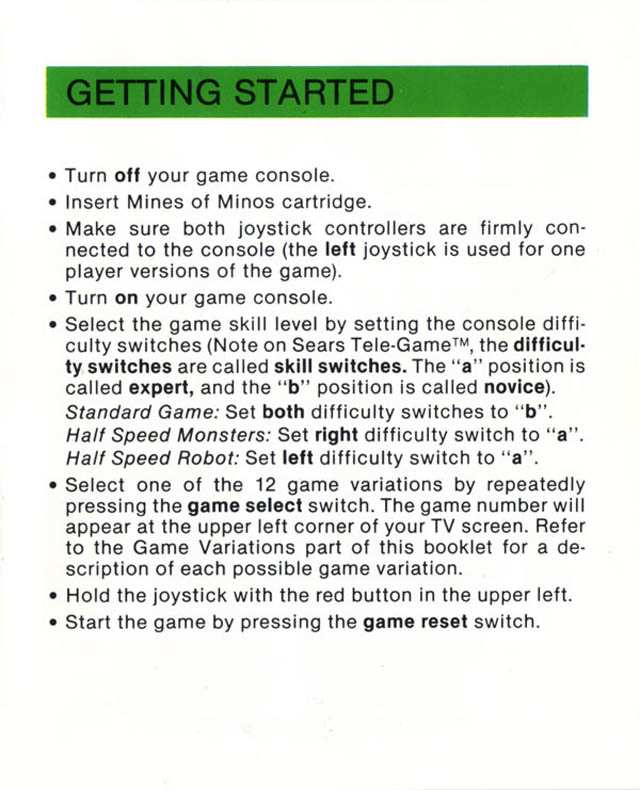 GETTING STARTED
• Turn off your game console.
• Insert Mines of Minos cartridge.
• Make sure both joystick controllers are firmly con-
nected to the console (the left joystick is used for one
player versions of the game).
• Turn on your game console.
• Select the game skill level by setting the console diffi-
culty switches (Note on Sears Tele-Game™, the difficul-
ty switches are called skill switches. The “a” position is
called expert, and the “b” position is called novice).
Standard Game: Set both difficulty switches to “b”.
Half Speed Monsters: Set right difficulty switch to “a”.
Half Speed Robot: Set left difficulty switch to “a”.
• Select one of the 12 game variations by repeatedly
pressing the game select switch. The game number will
appear at the upper left corner of your TV screen. Refer
to the Game Variations part of this booklet for a de-
scription of each possible game variation.
• Hold the joystick with the red button in the upper left.
• Start the game by pressing the game reset switch.